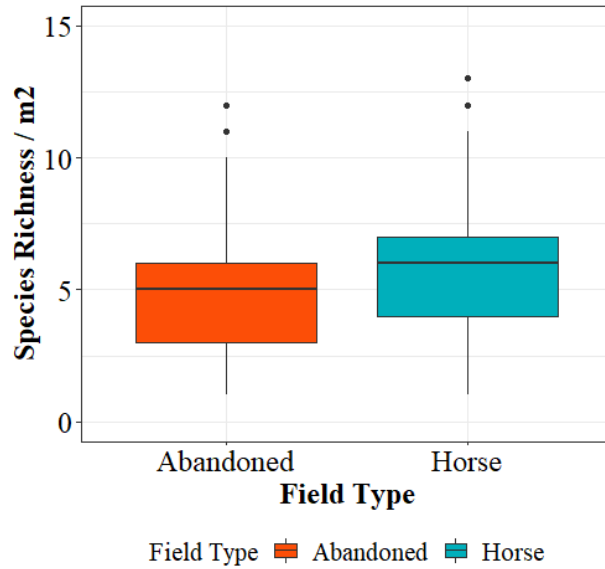 Species Richness / m2
15
10
5
0
Abandoned
Horse
Field Type
Field Type Abandoned Horse